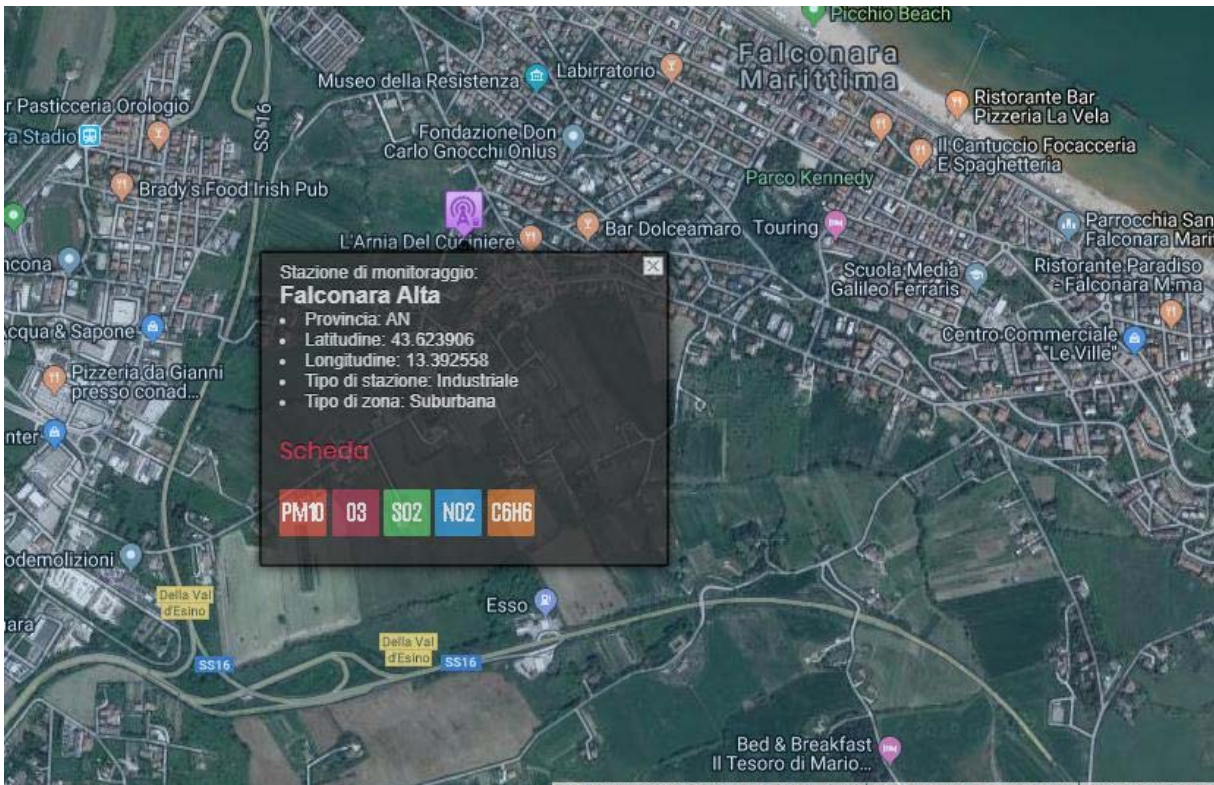 Picchio Beach
Falconara
Marittima
Museo della Resistenza
Labirratorio
Ristorante Bar
Pizzeria La Vela
r Pasticceria Orologio
a Stadio
SS16
Fondazione Don
Carlo Gnocchi Onlus
Il Cantuccio Focacceria
E Spaghetteria
Parco Kennedy
Brady's Food Irish Pub
L'Arnia Del Cuciniere
Bar Dolceamaro
Touring
Parrocchia San
Falconara Marit
ncona
Scuola Media
Galileo Ferraris
Ristorante Paradiso
- Falconara M.ma
Acqua & Sapone
Centro Commerciale
"Le Ville"
Pizzeria da Gianni
presso conad...
nter
Stazione di monitoraggio:
Falconara Alta
Provincia: AN
Latitudine: 43.623906
Longitudine: 13.392558
Tipo di stazione: Industriale
Tipo di zona: Suburbana
Scheda
PM10 O3 SO2 NO2 C6H6
odemolizioni
Della Val
d'Esino
Esso
nara
Della Val
d'Esino
SS16
SS16
Bed & Breakfast
Il Tesoro di Mario...